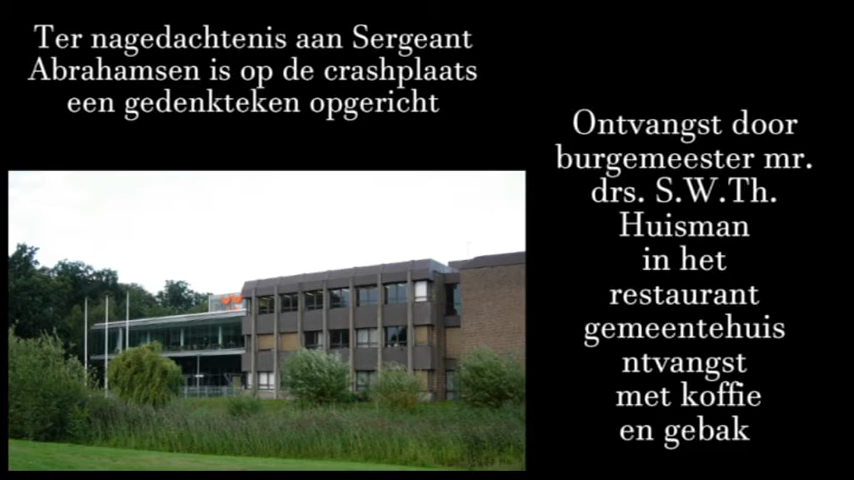 Ter nagedachtenis aan Sergeant
Abrahamsen is op de crashplaats
een gedenkteken opgericht
Ontvangst door
burgemeester mr.
drs. S.W.Th.
Huisman
in het
restaurant
gemeentehuis
ntvangst
met koffie
en gebak